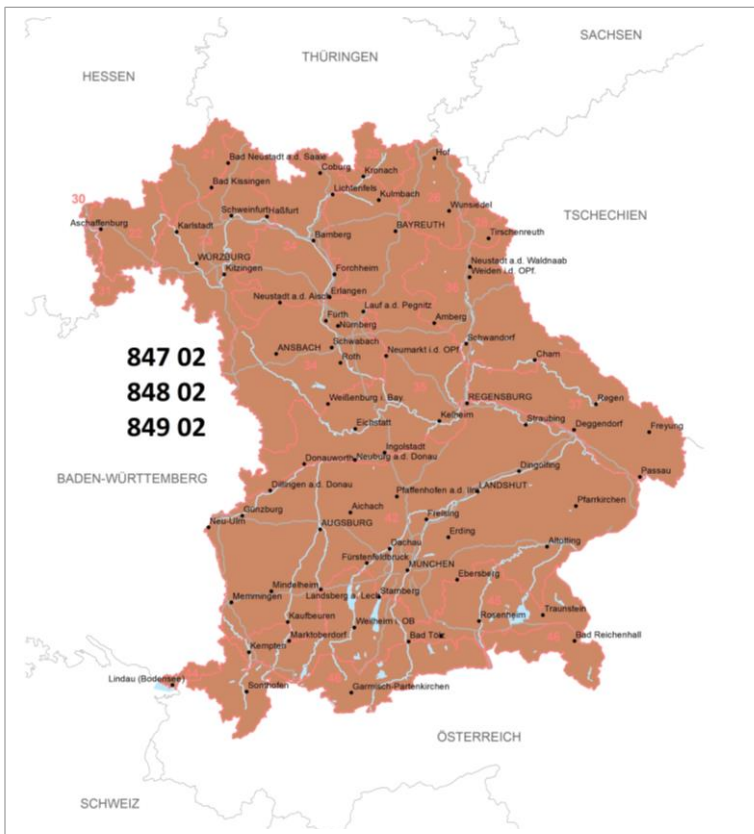 SACHSEN
THÜRINGEN
HESSEN
Hof
21
Bad Neustadt a.d. Saale
Coburg
Kronach
Bad Kissingen
Lichtenfels
Kulmbach
30
Wunsiedel
Schweinfurt
Haßfurt
TSCHECHIEN
Aschaffenburg
Karlstadt
BAYREUTH
Tirschenreuth
Bamberg
WÜRZBURG
Neustadt a.d. Waldnaab
Kitzingen
Forchheim
Weiden i.d. OPf.
Neustadt a.d. Aisch
Erlangen
Lauf a.d. Pegnitz
Fürth
Amberg
Nürnberg
Schwabach
Schwandorf
ANSBACH
Neumarkt i.d. OPf
847 02
Roth
Cham
848 02
Weißenburg i. Bay.
REGENSBURG
Regen
849 02
Kelheim
Straubing
Eichstätt
Deggendorf
Freyung
Ingolstadt
Donauwörth
Neuburg a.d. Donau
Dingolfing
BADEN-WÜRTTEMBERG
Passau
Dillingen a.d. Donau
Pfaffenhofen a.d. Ilm
LANDSHUT
Aichach
Pfarrkirchen
Günzburg
Freising
Neu-Ulm
AUGSBURG
Erding
Dachau
Altötting
Fürstenfeldbruck
MÜNCHEN
Ebersberg
Mindelheim
Landsberg a. Lech
Starnberg
Memmingen
Traunstein
Kaufbeuren
Weilheim i. OB
Rosenheim
Marktoberdorf
Bad Tölz
Bad Reichenhall
Kempten
Lindau (Bodensee)
Sonthofen
Garmisch-Partenkirchen
ÖSTERREICH
SCHWEIZ